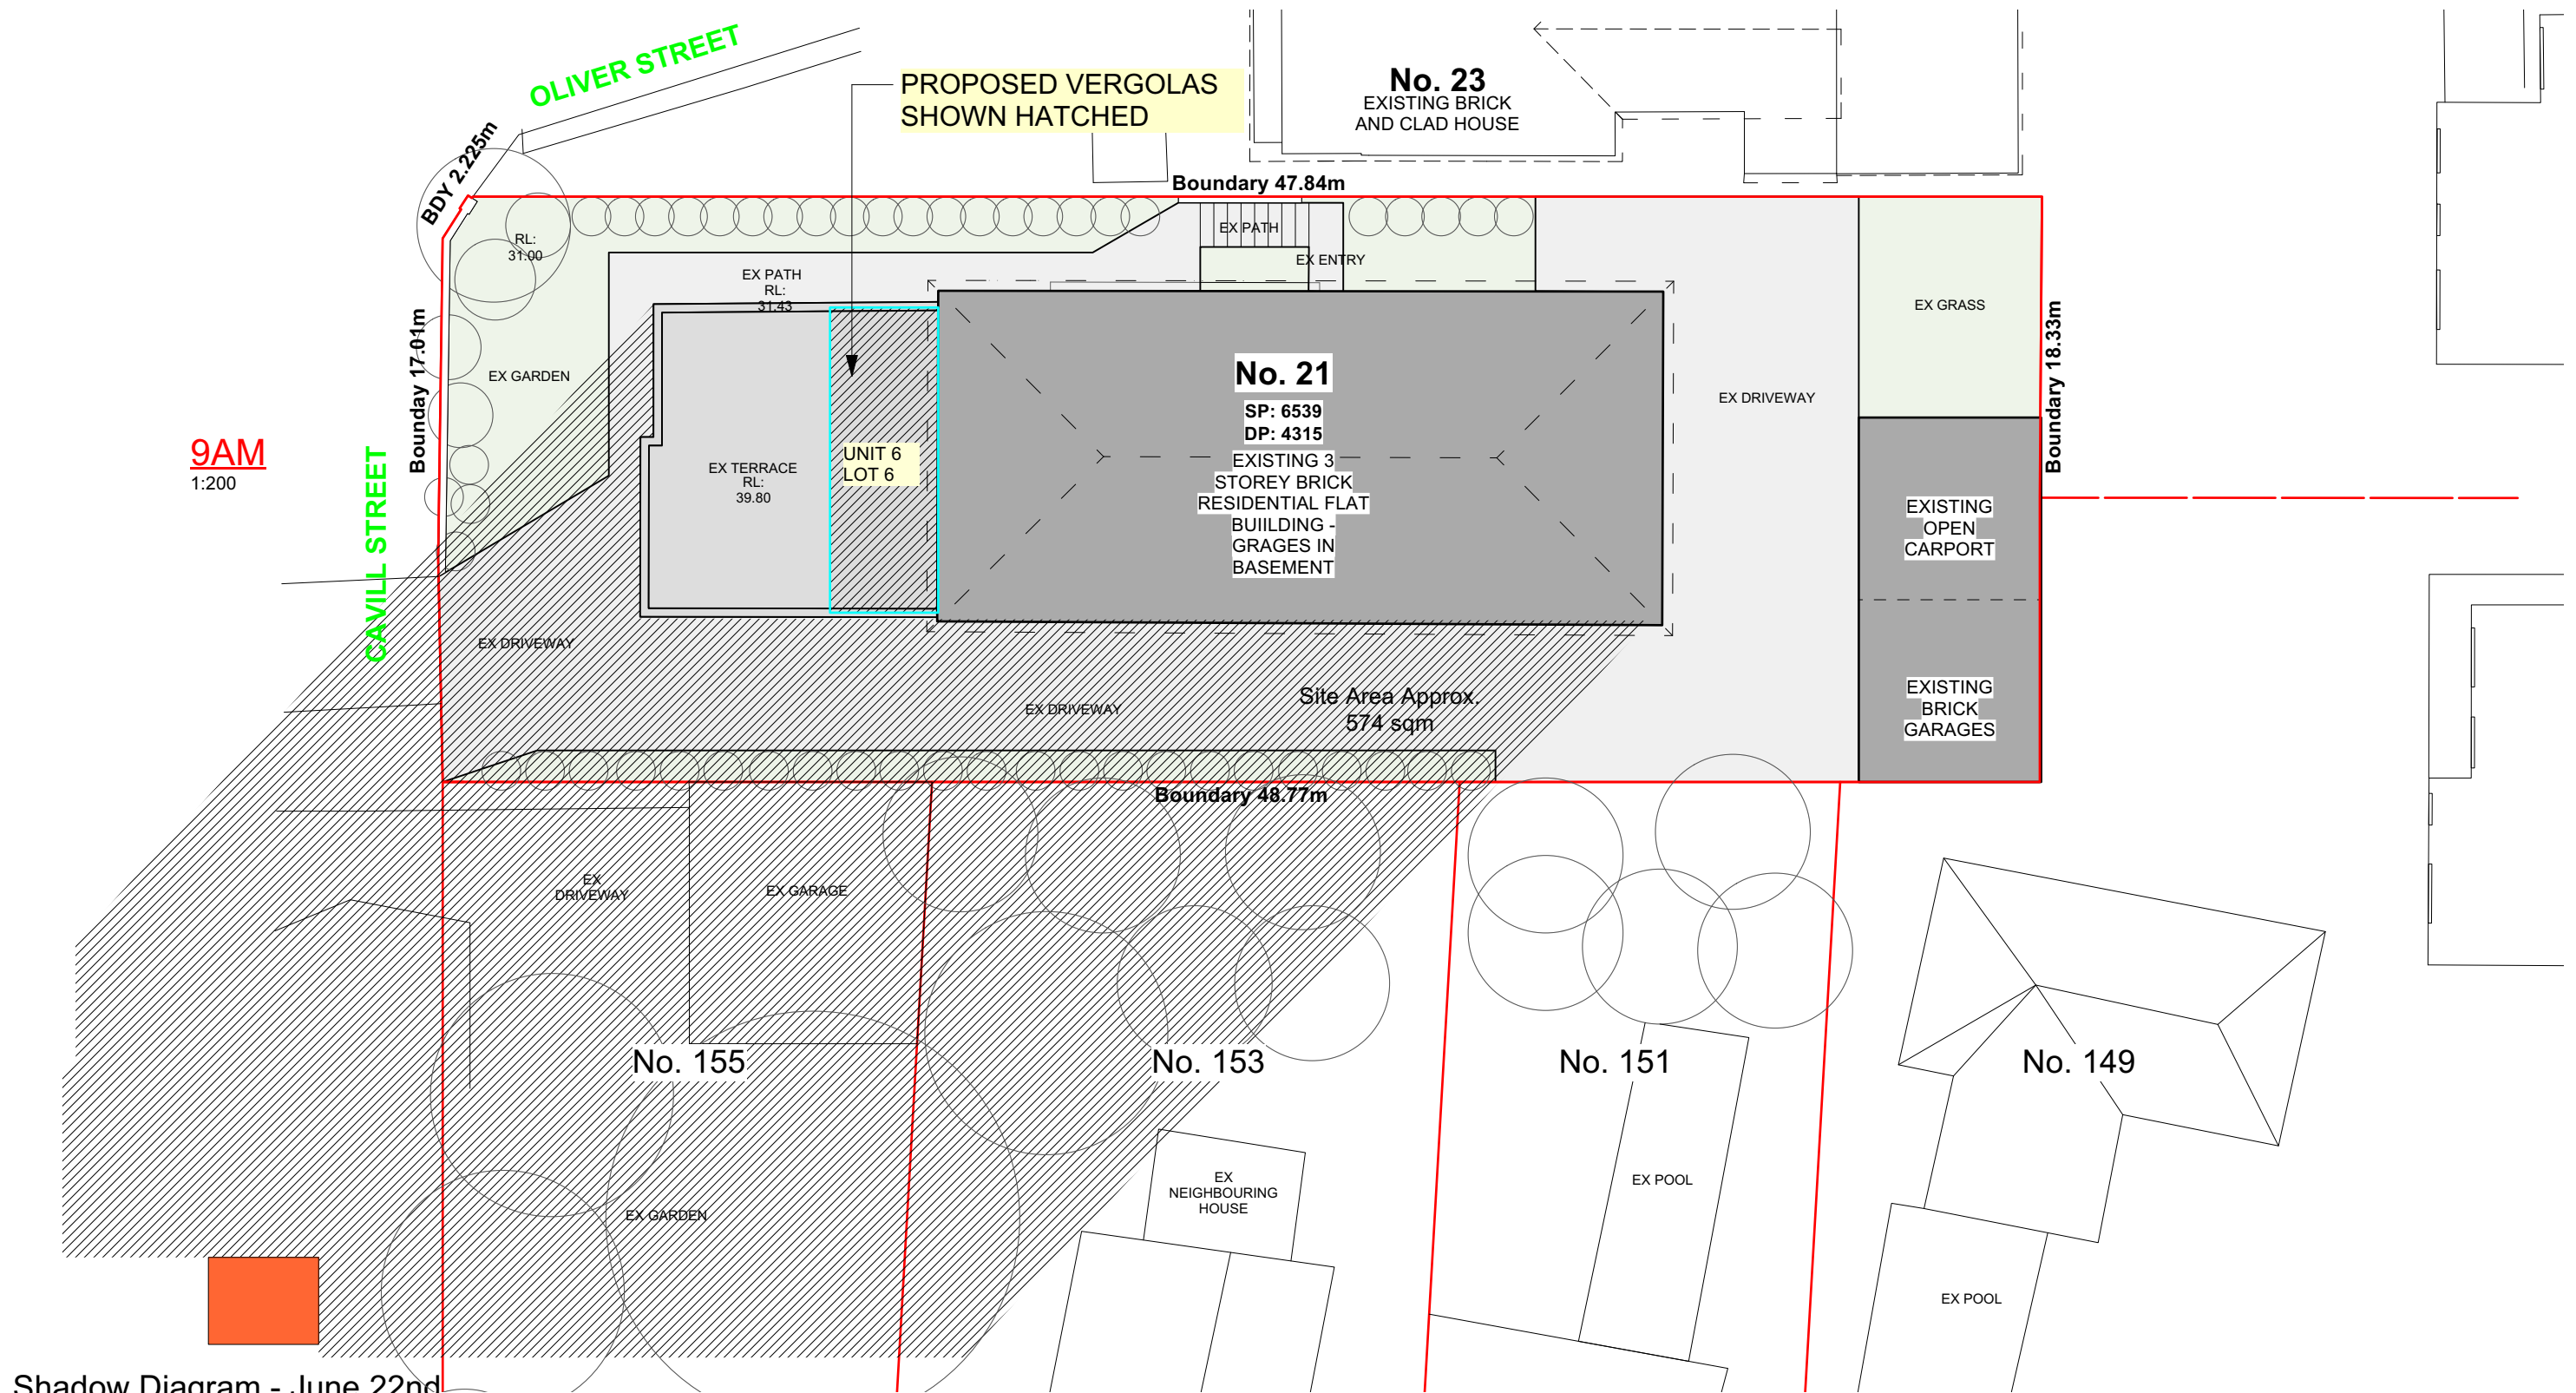 OLIVER STREET
PROPOSED VERGOLAS
SHOWN HATCHED
No. 23
EXISTING BRICK
AND CLAD HOUSE
BDY 2.225m
Boundary 47.84m
RL:
31.00
EX PATH
EX ENTRY
EX PATH
RL:
31.43
EX GRASS
Bounday 17.01m
EX GARDEN
No. 21
SP: 6539
DP: 4315
EX DRIVEWAY
Boundary 18.33m
9AM
1:200
CAVILL STREET
EX TERRACE
RL:
39.80
UNIT 6
LOT 6
EXISTING 3
STOREY BRICK
RESIDENTIAL FLAT
BUIILDING -
GRAGES IN
BASEMENT
EXISTING
OPEN
CARPORT
EX DRIVEWAY
EX DRIVEWAY
Site Area Approx.
574 sqm
EXISTING
BRICK
GARAGES
Boundary 48.77m
EX
DRIVEWAY
EX GARAGE
No. 155
No. 153
No. 151
No. 149
EX
NEIGHBOURING
HOUSE
EX POOL
EX GARDEN
EX POOL
Shadow Diagram - June 22nd